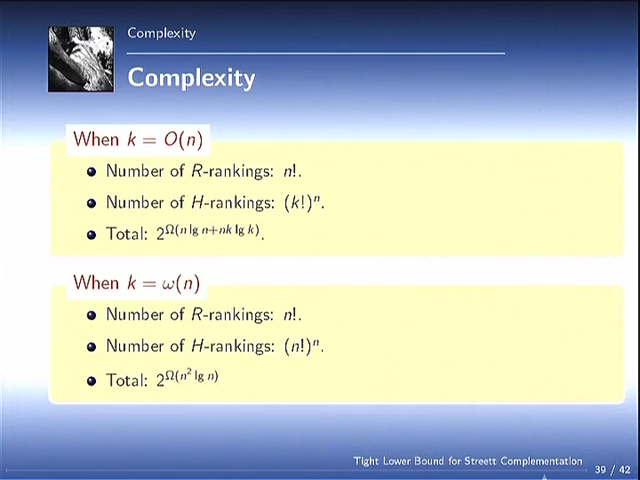 Complexity
Complexity
When k = O(n)
Number of R-rankings: n!.
Number of H-rankings: (k!)ⁿ.
Total: 2^Ω(n lg n+nk lg k).
When k = ω(n)
Number of R-rankings: n!.
Number of H-rankings: (n!)ⁿ.
Total: 2^Ω(n² lg n)
Tight Lower Bound for Streett Complementation
39 / 42